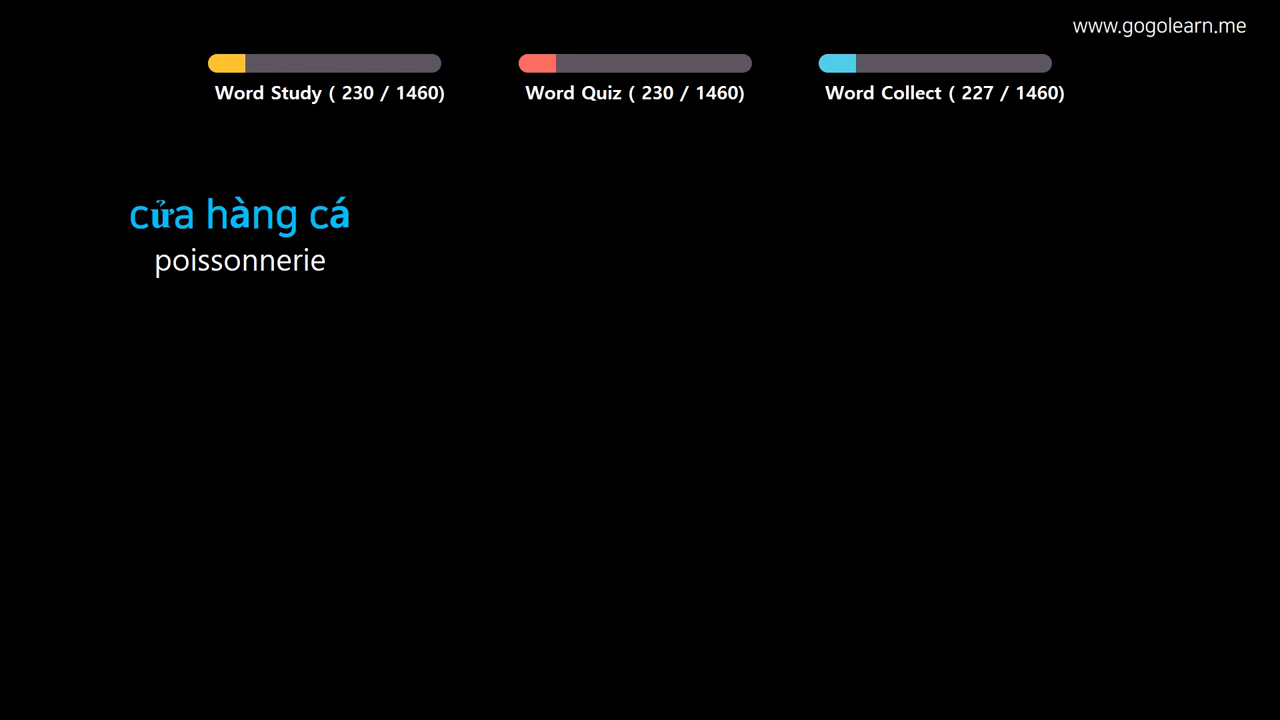 www.gogolearn.me
Word Study ( 230 / 1460)
Word Quiz ( 230 / 1460)
Word Collect ( 227 / 1460)
cửa hàng cá
poissonnerie